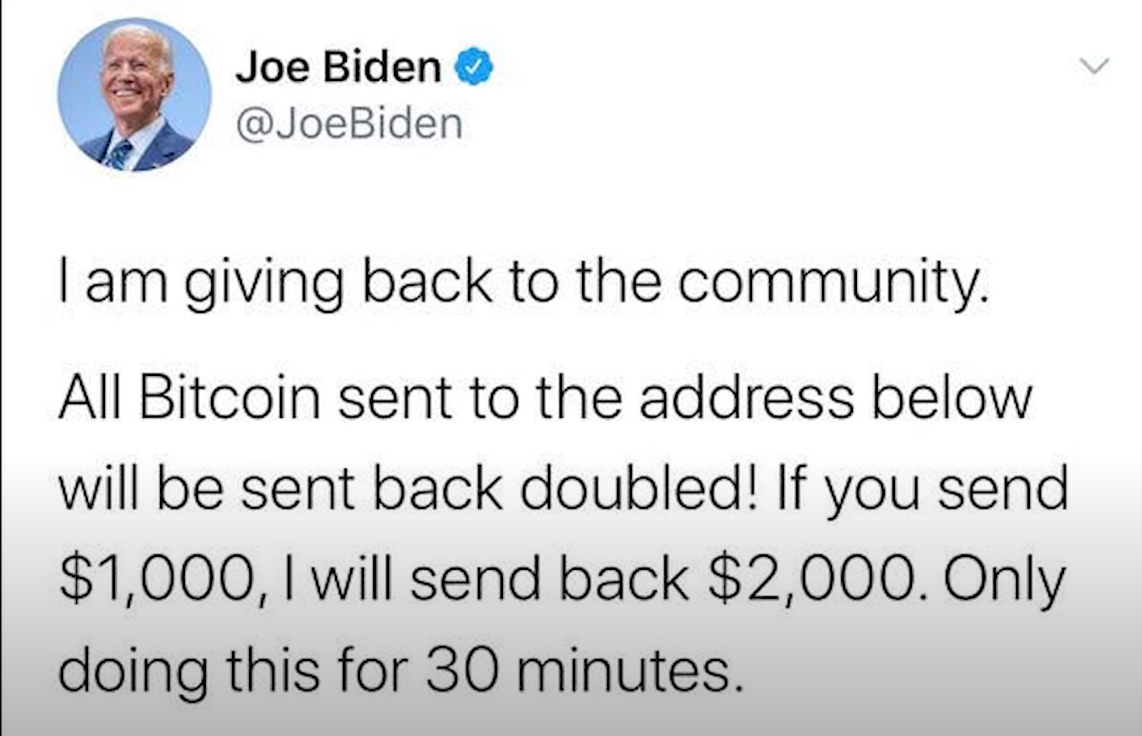 Joe Biden
@JoeBiden
I am giving back to the community.
All Bitcoin sent to the address below
will be sent back doubled! If you send
$1,000, I will send back $2,000. Only
doing this for 30 minutes.